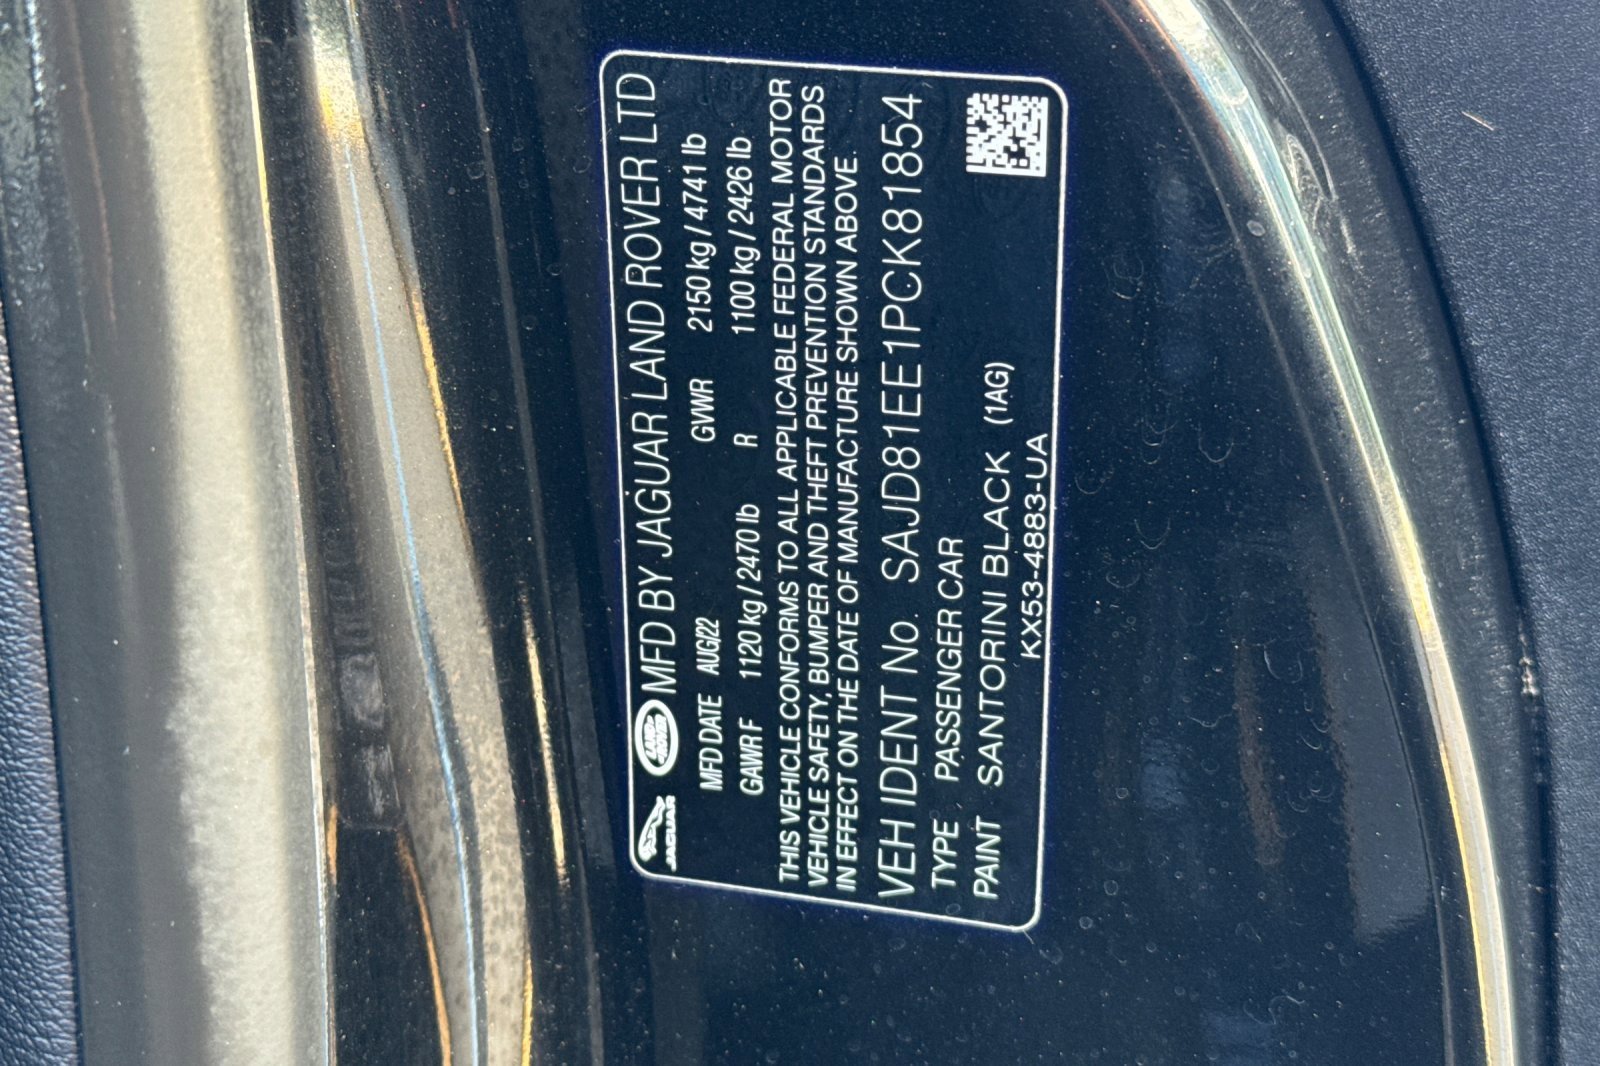 JAGUAR LAND ROVER MFD BY JAGUAR LAND ROVER LTD
MFD DATE AUG/22 GVWR 2150 kg / 4741 lb
GAWR F 1120 kg / 2470 lb R 1100 kg / 2426 lb
THIS VEHICLE CONFORMS TO ALL APPLICABLE FEDERAL MOTOR
VEHICLE SAFETY, BUMPER AND THEFT PREVENTION STANDARDS
IN EFFECT ON THE DATE OF MANUFACTURE SHOWN ABOVE.
VEH IDENT No. SAJD81EE1PCK81854
TYPE PASSENGER CAR
PAINT SANTORINI BLACK (1AG)
KX53-4883-UA